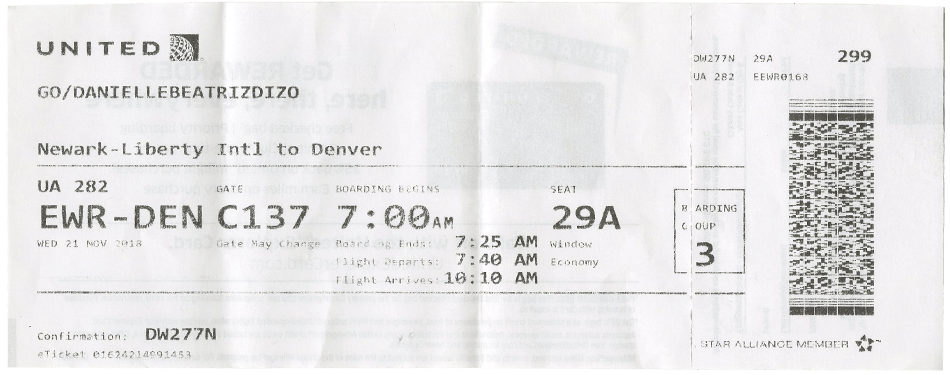 UNITED
GO/DANIELLEBEATRIZDIZO
Newark-Liberty Intl to Denver
UA 282 GATE BOARDING BEGINS SEAT
EWR-DEN C137 7:00AM 29A
WED 21 NOV 2018 Gate May Change Boarding Ends: 7:25 AM Window
Flight Departs: 7:40 AM Economy
Flight Arrives: 10:10 AM
Confirmation: DW277N
eTicket 01624214091453
DW277N 29A 299
UA 282 EEWR0168
B ARDING
G OUP
3
STAR ALLIANCE MEMBER